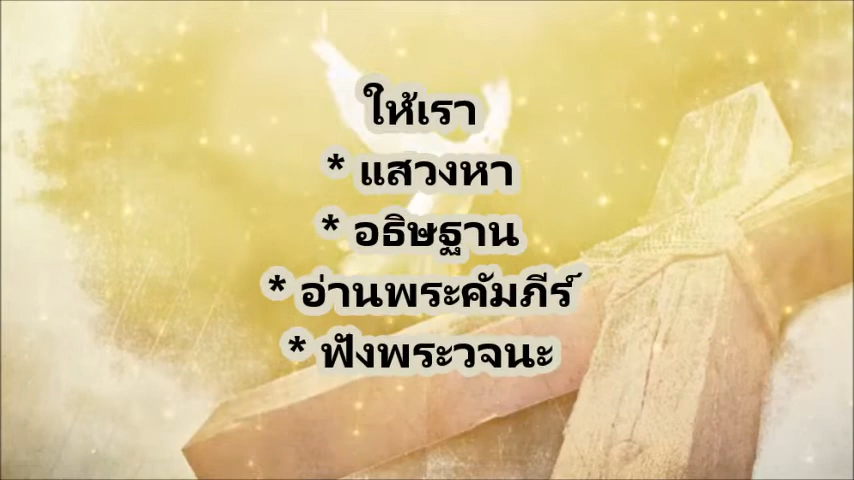 ให้เรา
* แสวงหา
* อธิษฐาน
* อ่านพระคัมภีร์
* ฟังพระวจนะ